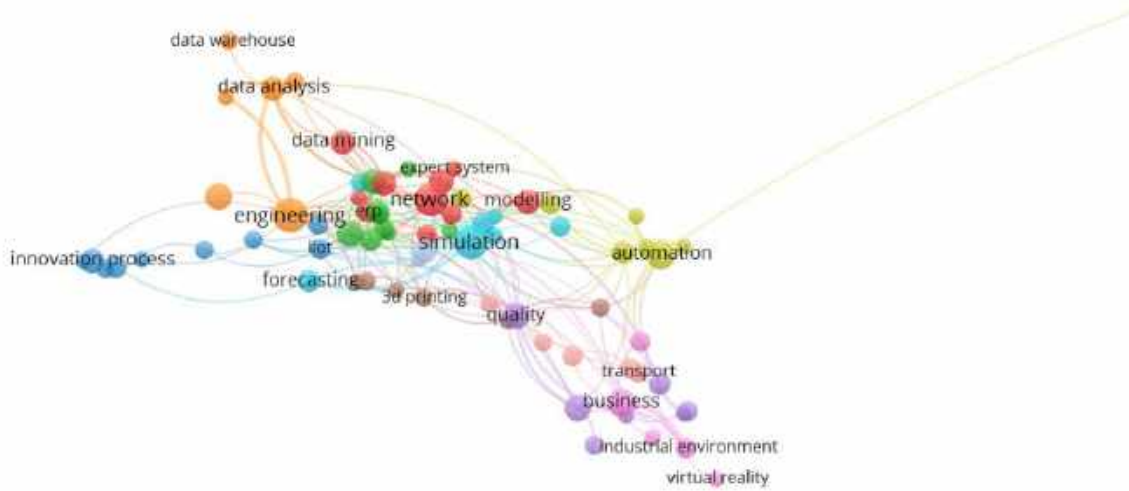 data warehouse
data analysis
data mining
expert system
network
modelling
erp
engineering
simulation
iiot
innovation process
automation
forecasting
3d printing
quality
transport
business
industrial environment
virtual reality